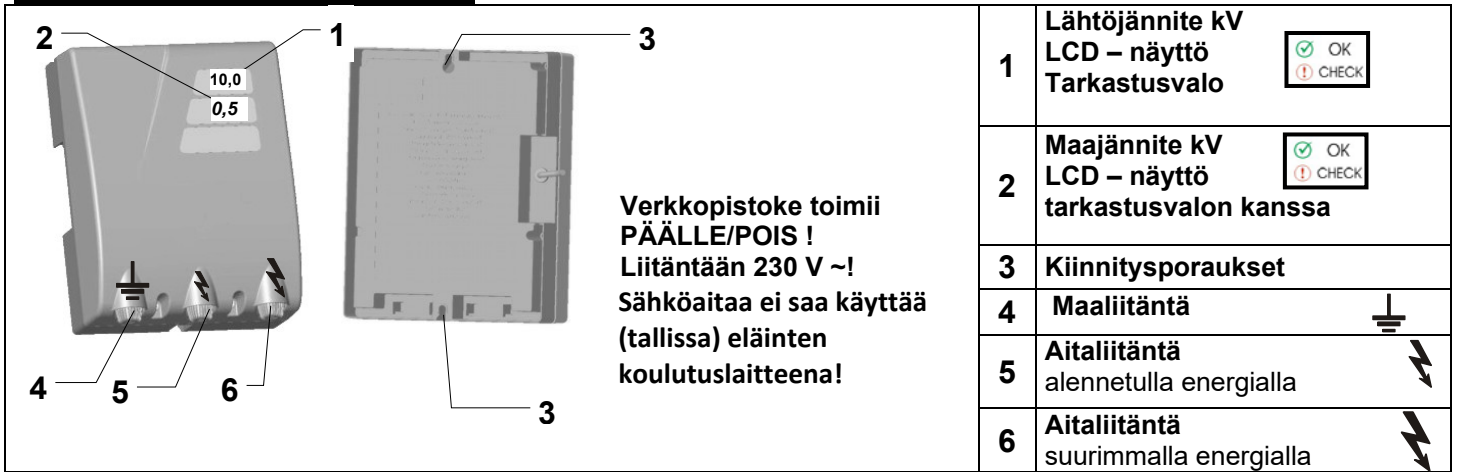 2
1
3
10,0
0,5
Verkkopistoke toimii
PÄÄLLE/POIS !
Liitäntään 230 V ~!
Sähköaitaa ei saa käyttää
(tallissa) eläinten
koulutuslaitteena!
4
5
6
3
1
Lähtöjännite kV
LCD – näyttö
Tarkastusvalo
OK
CHECK
2
Maajännite kV
LCD – näyttö
tarkastusvalon kanssa
OK
CHECK
3 Kiinnitysporaukset
4 Maaliitäntä
5
Aitaliitäntä
alennetulla energialla
6
Aitaliitäntä
suurimmalla energialla